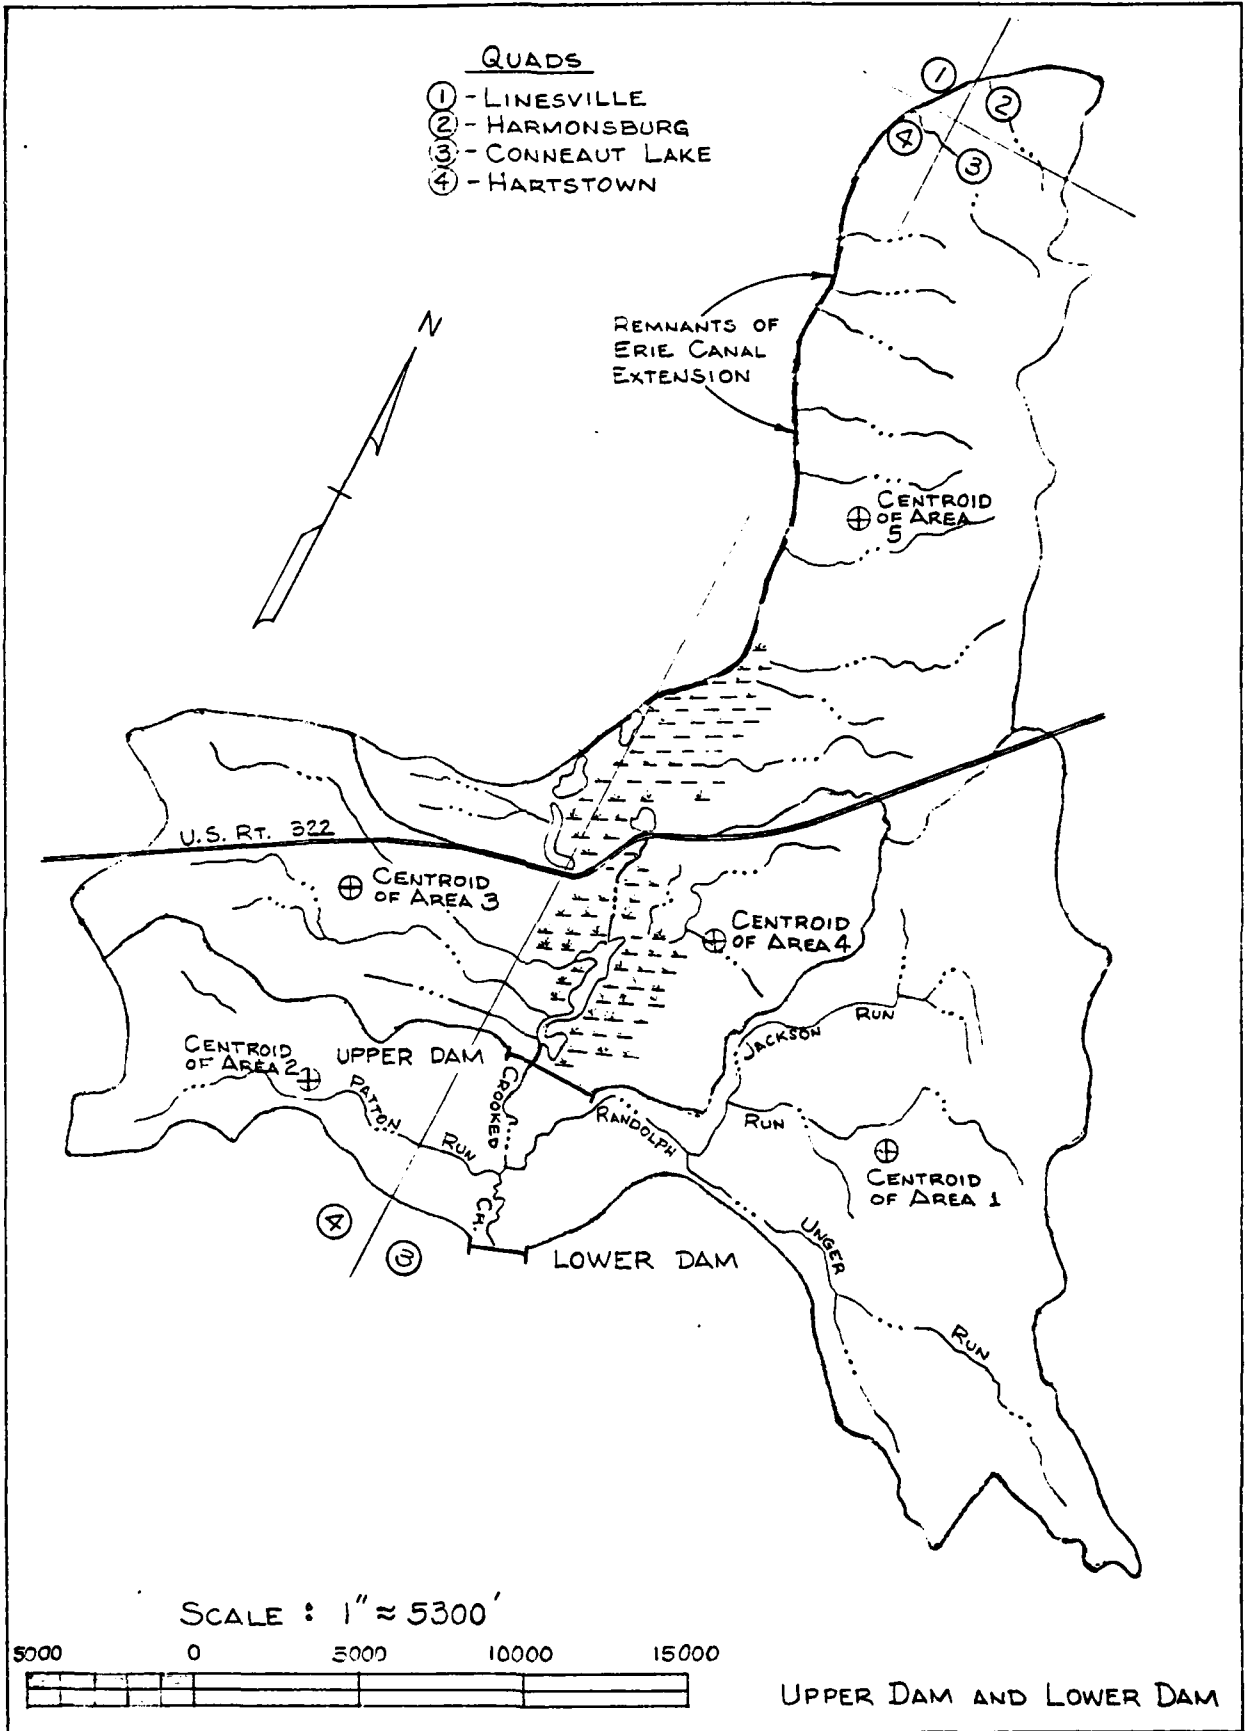 QUADS
① - LINESVILLE
② - HARMONSBURG
③ - CONNEAUT LAKE
④ - HARTSTOWN
①
②
④
③
N
REMNANTS OF
ERIE CANAL
EXTENSION
CENTROID
OF AREA
5
U.S. RT. 322
CENTROID
OF AREA 3
CENTROID
OF AREA 4
JACKSON RUN
CENTROID
OF AREA 2
UPPER DAM
PATTON RUN
CROOKED CK.
RANDOLPH RUN
CENTROID
OF AREA 1
④
③
LOWER DAM
UNGER RUN
SCALE : 1" ≈ 5300'
5000 0 5000 10000 15000
UPPER DAM AND LOWER DAM